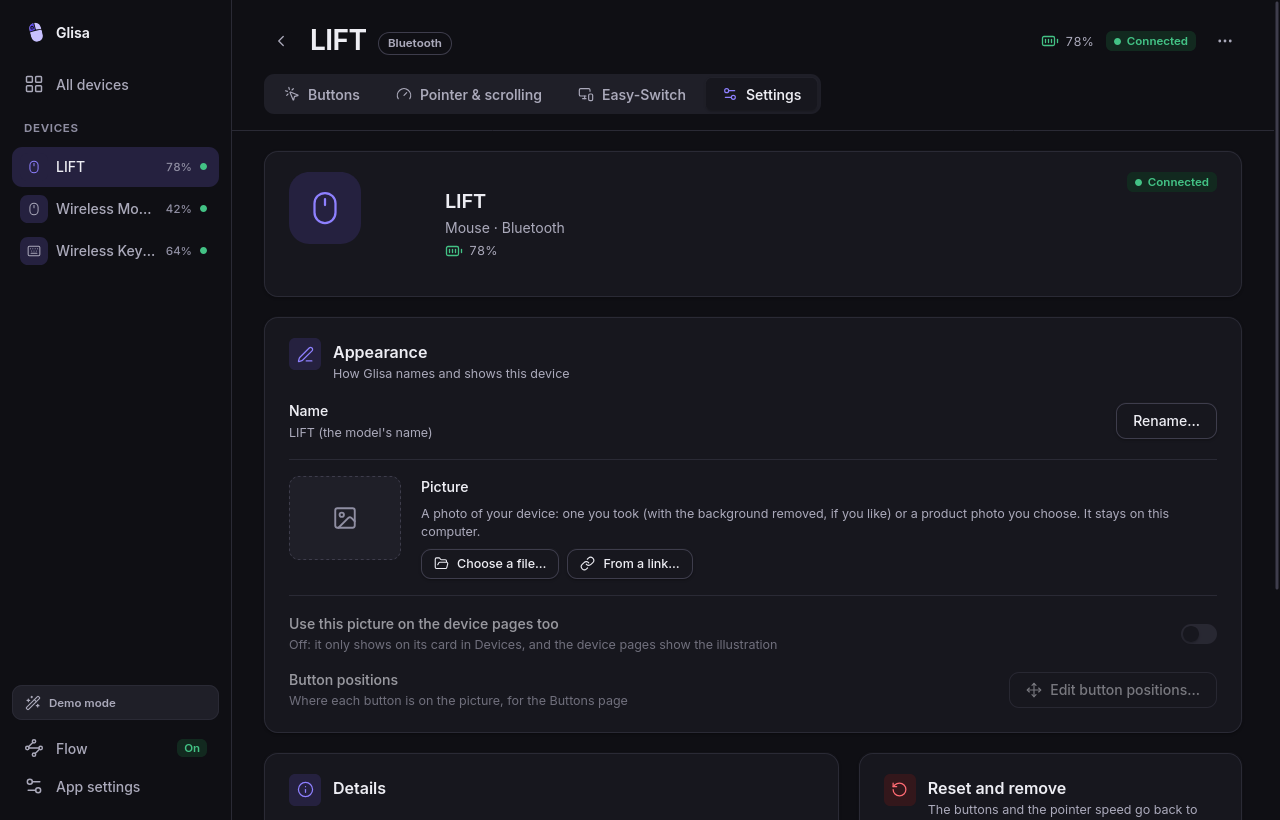 Glisa
All devices
DEVICES
LIFT 78%
Wireless Mo... 42%
Wireless Key... 64%
Demo mode
Flow On
App settings
LIFT Bluetooth
78% Connected
Buttons
Pointer & scrolling
Easy-Switch
Settings
LIFT
Mouse · Bluetooth
78%
Connected
Appearance
How Glisa names and shows this device
Name
LIFT (the model's name)
Rename...
Picture
A photo of your device: one you took (with the background removed, if you like) or a product photo you choose. It stays on this
computer.
Choose a file...
From a link...
Use this picture on the device pages too
Off: it only shows on its card in Devices, and the device pages show the illustration
Button positions
Where each button is on the picture, for the Buttons page
Edit button positions...
Details
Reset and remove
The buttons and the pointer speed go back to